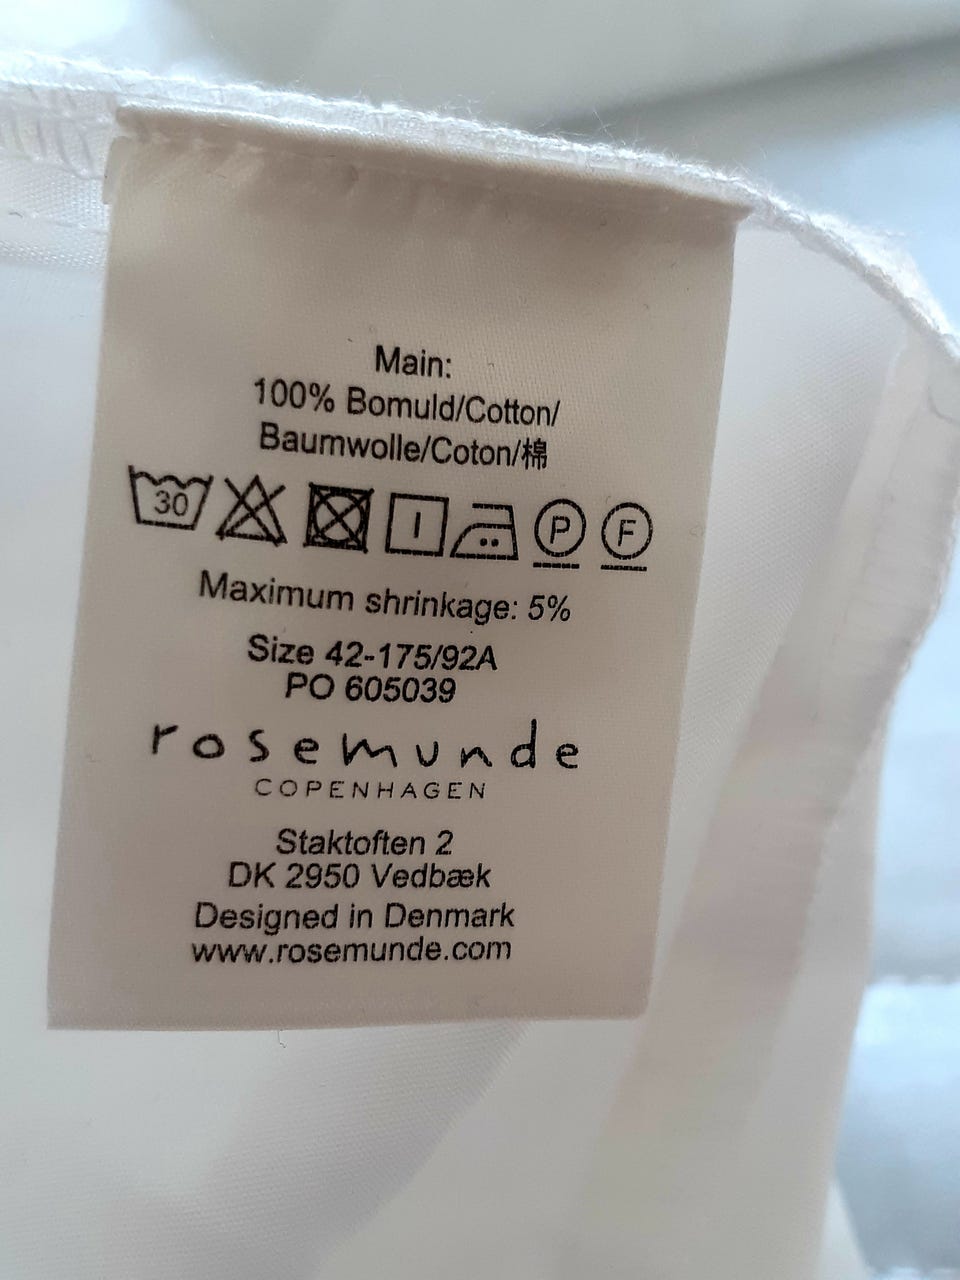 Main:
100% Bomuld/Cotton/
Baumwolle/Coton/棉
30
P F
Maximum shrinkage: 5%
Size 42-175/92A
PO 605039
rosemunde
COPENHAGEN
Staktoften 2
DK 2950 Vedbæk
Designed in Denmark
www.rosemunde.com